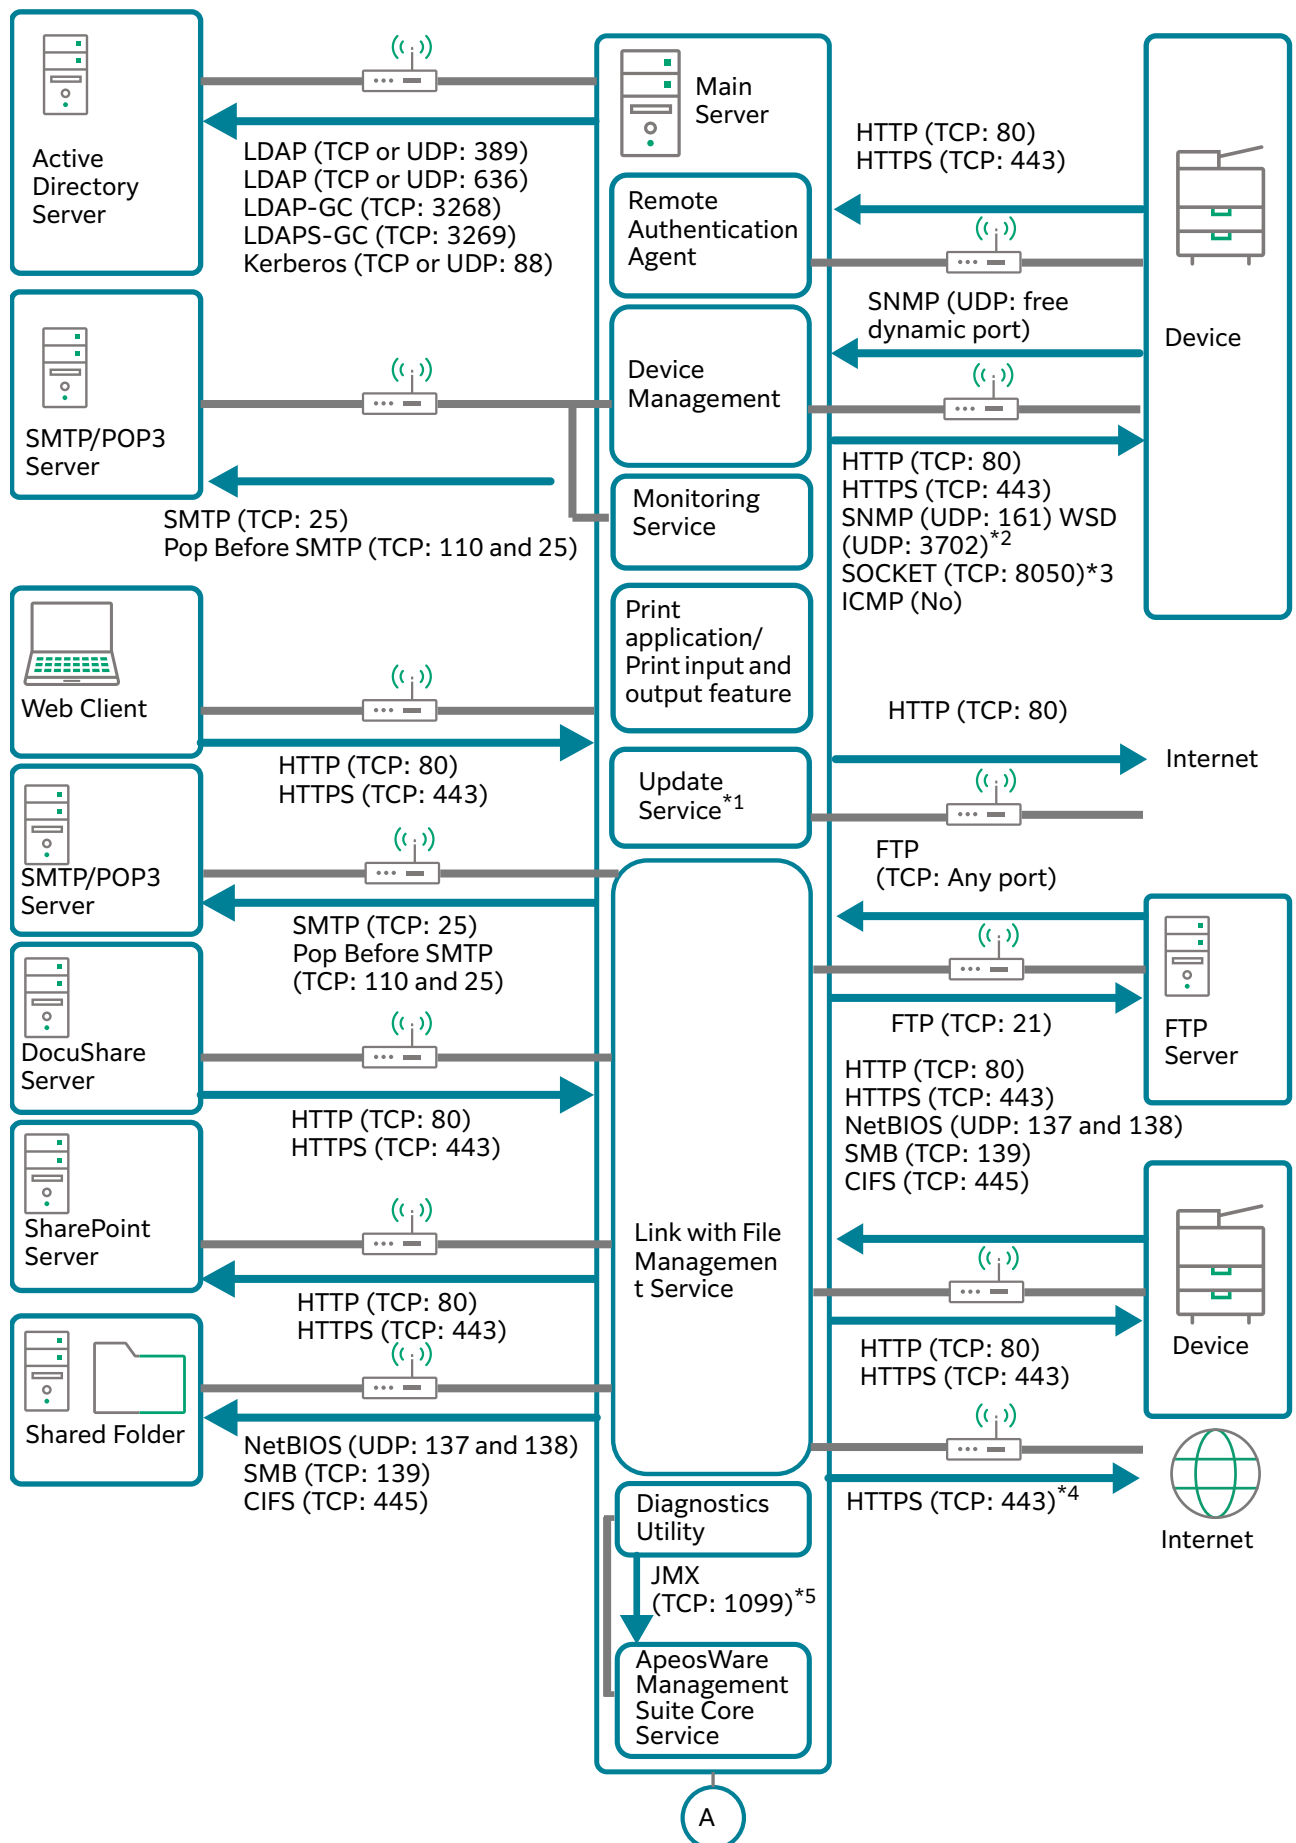 Active
Directory
Server
LDAP (TCP or UDP: 389)
LDAP (TCP or UDP: 636)
LDAP-GC (TCP: 3268)
LDAPS-GC (TCP: 3269)
Kerberos (TCP or UDP: 88)
SMTP/POP3
Server
SMTP (TCP: 25)
Pop Before SMTP (TCP: 110 and 25)
Web Client
HTTP (TCP: 80)
HTTPS (TCP: 443)
SMTP/POP3
Server
SMTP (TCP: 25)
Pop Before SMTP
(TCP: 110 and 25)
DocuShare
Server
HTTP (TCP: 80)
HTTPS (TCP: 443)
SharePoint
Server
HTTP (TCP: 80)
HTTPS (TCP: 443)
Shared Folder
NetBIOS (UDP: 137 and 138)
SMB (TCP: 139)
CIFS (TCP: 445)
Main
Server
Remote
Authentication
Agent
Device
Management
Monitoring
Service
Print
application/
Print input and
output feature
Update
Service*1
Link with File
Managemen
t Service
Diagnostics
Utility
JMX
(TCP: 1099)*5
ApeosWare
Management
Suite Core
Service
A
HTTP (TCP: 80)
HTTPS (TCP: 443)
SNMP (UDP: free
dynamic port)
Device
HTTP (TCP: 80)
HTTPS (TCP: 443)
SNMP (UDP: 161) WSD
(UDP: 3702)*2
SOCKET (TCP: 8050)*3
ICMP (No)
HTTP (TCP: 80)
Internet
FTP
(TCP: Any port)
FTP (TCP: 21)
FTP
Server
HTTP (TCP: 80)
HTTPS (TCP: 443)
NetBIOS (UDP: 137 and 138)
SMB (TCP: 139)
CIFS (TCP: 445)
Device
HTTP (TCP: 80)
HTTPS (TCP: 443)
HTTPS (TCP: 443)*4
Internet